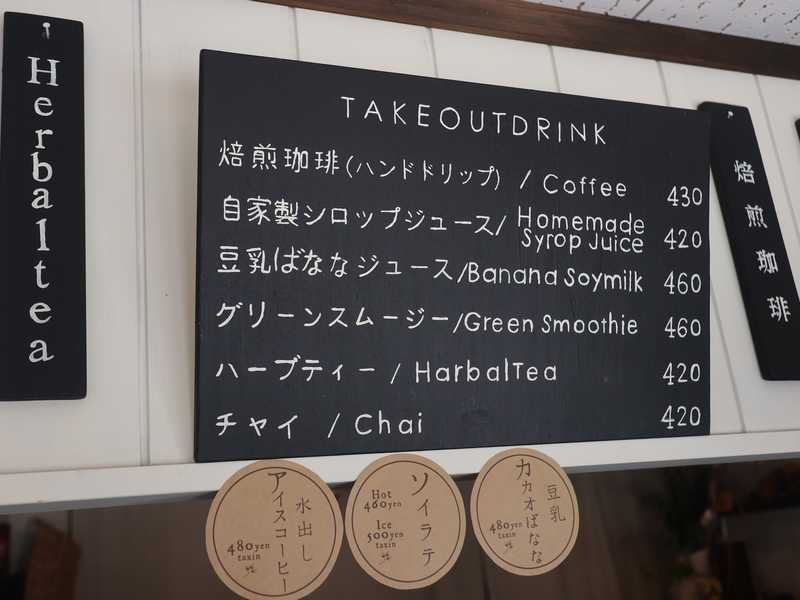 Herbaltea
TAKEOUTDRINK
焙煎珈琲(ハンドドリップ) / Coffee 430
自家製シロップジュース/ Homemade
Syrop Juice 420
豆乳ばななジュース/Banana Soymilk 460
グリーンスムージー/Green Smoothie 460
ハーブティー / HarbalTea 420
チャイ / Chai 420
焙煎珈琲
水出し
アイスコーヒー
480yen
taxin
ソイラテ
Hot
460yen
Ice
500yen
taxin
豆乳
カカオばなな
480yen
taxin